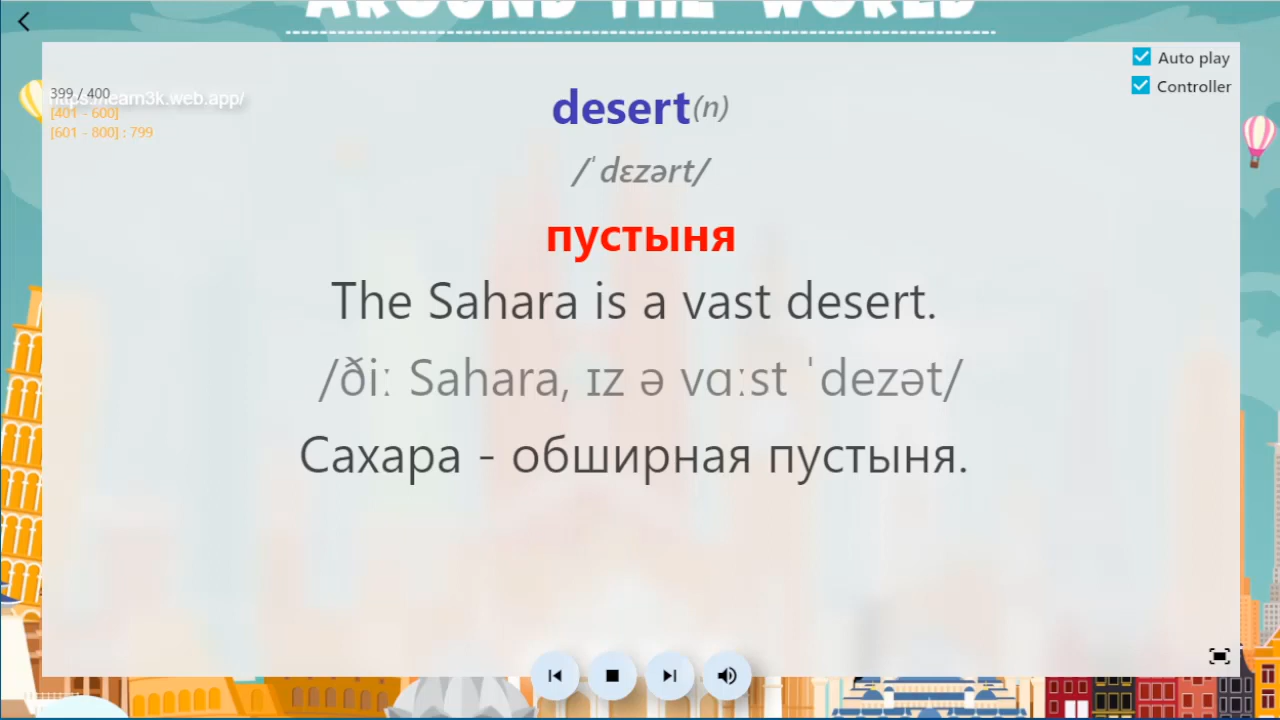 AROUND THE WORLD
399 / 400
https://learn3k.web.app/
[401 - 600]
[601 - 800] : 799
Auto play
Controller
desert(n)
/ˈ dɛzərt/
пустыня
The Sahara is a vast desert.
/ðiː Sahara, ɪz ə vɑːst ˈdezət/
Сахара - обширная пустыня.